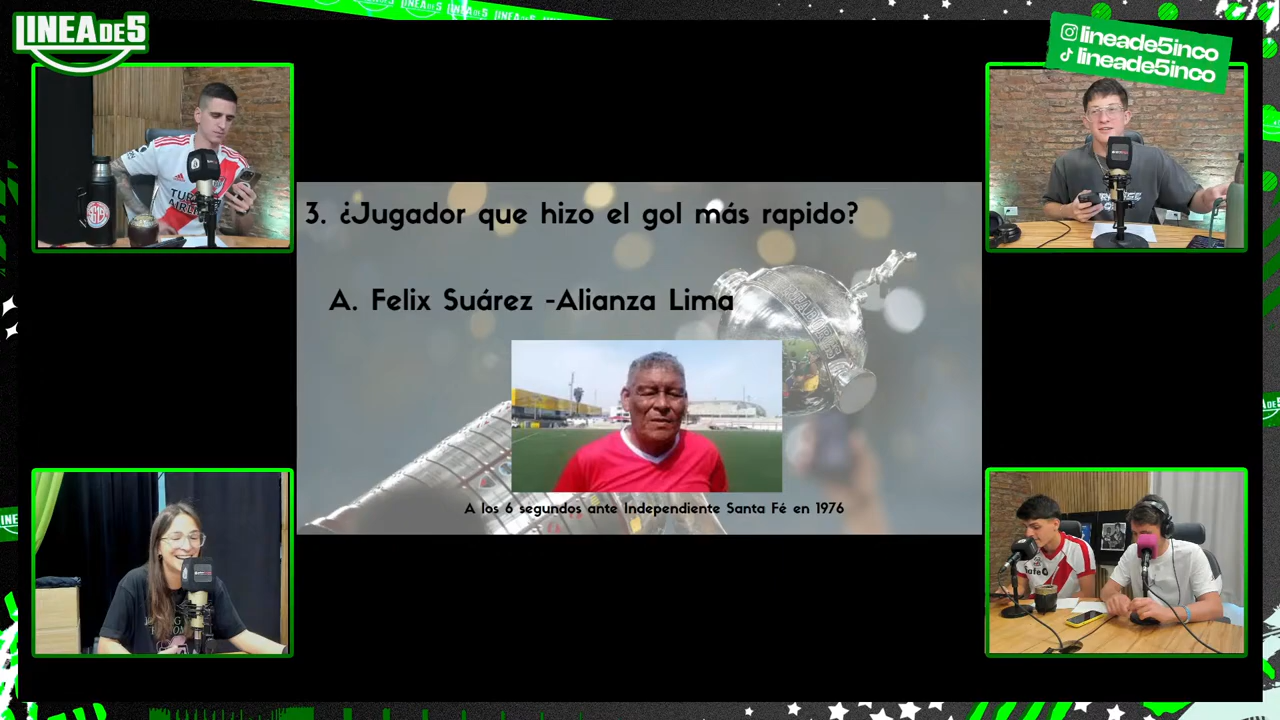 LINEA DE 5
lineade5inco
lineade5inco
3. ¿Jugador que hizo el gol más rapido?
A. Felix Suárez -Alianza Lima
A los 6 segundos ante Independiente Santa Fé en 1976